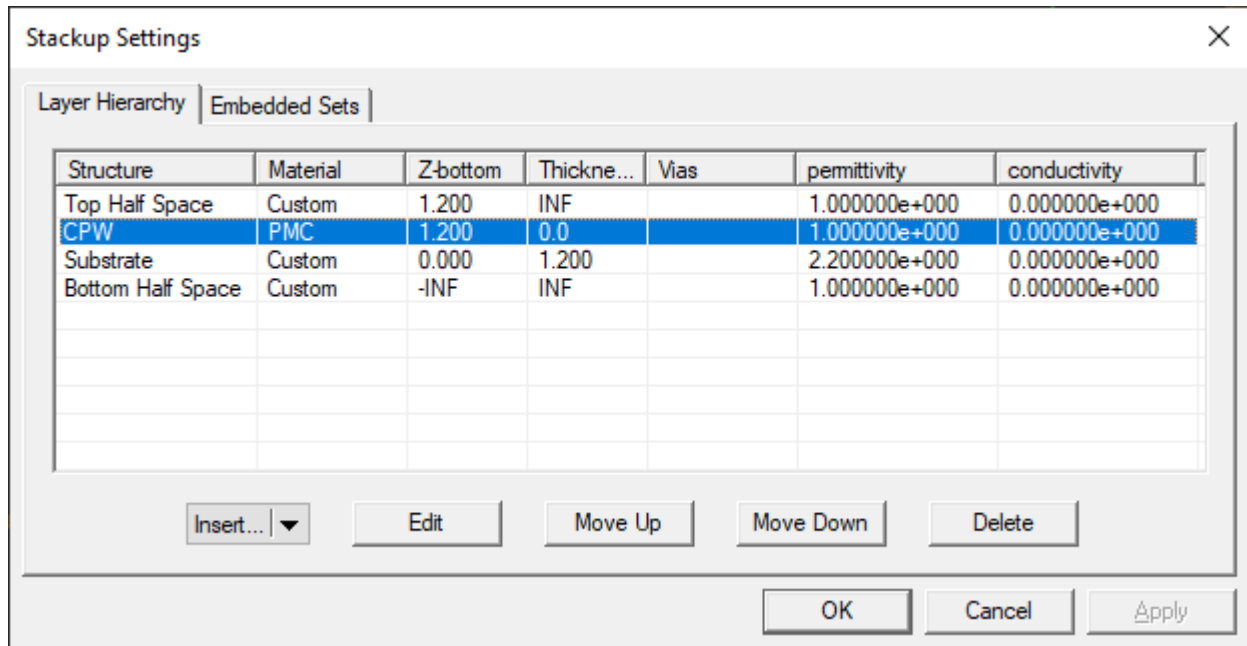 Stackup Settings
Layer Hierarchy Embedded Sets
Structure Material Z-bottom Thickne... Vias permittivity conductivity
Top Half Space Custom 1.200 INF 1.000000e+000 0.000000e+000
CPW PMC 1.200 0.0 1.000000e+000 0.000000e+000
Substrate Custom 0.000 1.200 2.200000e+000 0.000000e+000
Bottom Half Space Custom -INF INF 1.000000e+000 0.000000e+000
Insert... Edit Move Up Move Down Delete
OK Cancel Apply